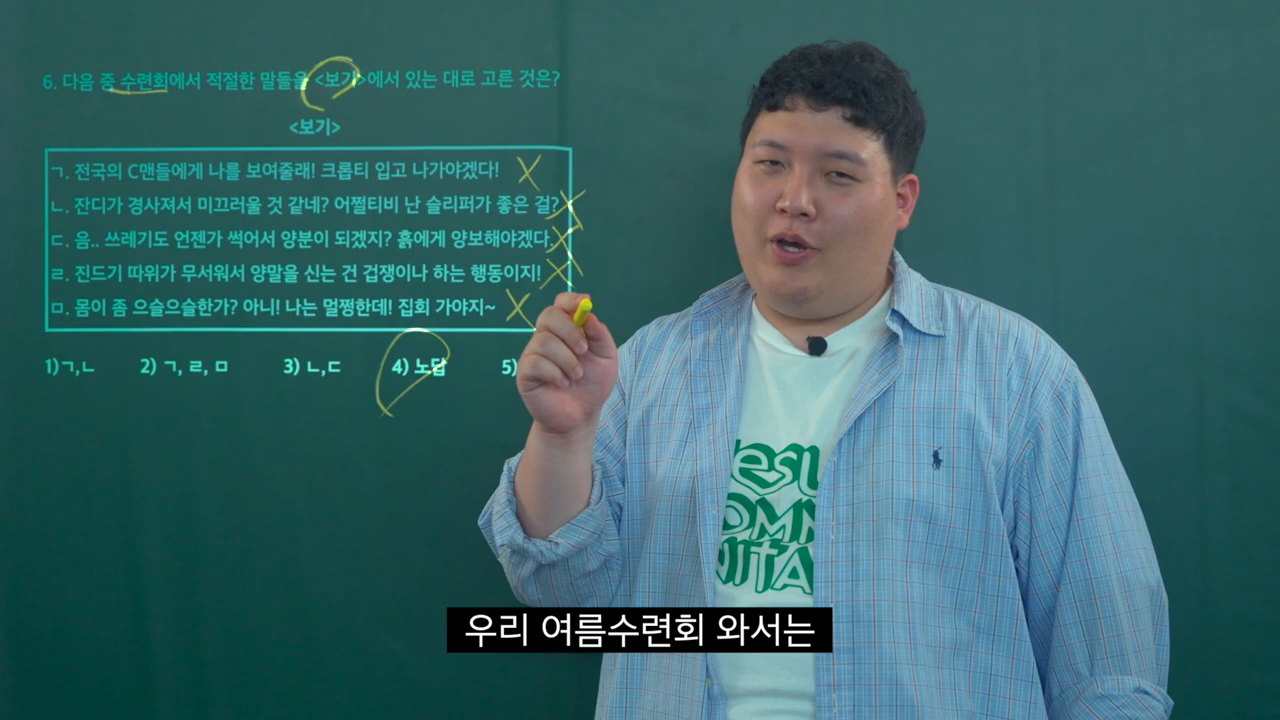 6. 다음 중 수련회에서 적절한 말들을 <보기>에서 있는 대로 고른 것은?
<보기>
ㄱ. 전국의 C맨들에게 나를 보여줄래! 크롭티 입고 나가야겠다!
ㄴ. 잔디가 경사져서 미끄러울 것 같네? 어쩔티비 난 슬리퍼가 좋은 걸?
ㄷ. 음.. 쓰레기도 언젠가 썩어서 양분이 되겠지? 흙에게 양보해야겠다.
ㄹ. 진드기 따위가 무서워서 양말을 신는 건 겁쟁이나 하는 행동이지!
ㅁ. 몸이 좀 으슬으슬한가? 아니! 나는 멀쩡한데! 집회 가야지~
1) ㄱ,ㄴ 2) ㄱ, ㄹ, ㅁ 3) ㄴ,ㄷ 4) 노답 5)
우리 여름수련회 와서는